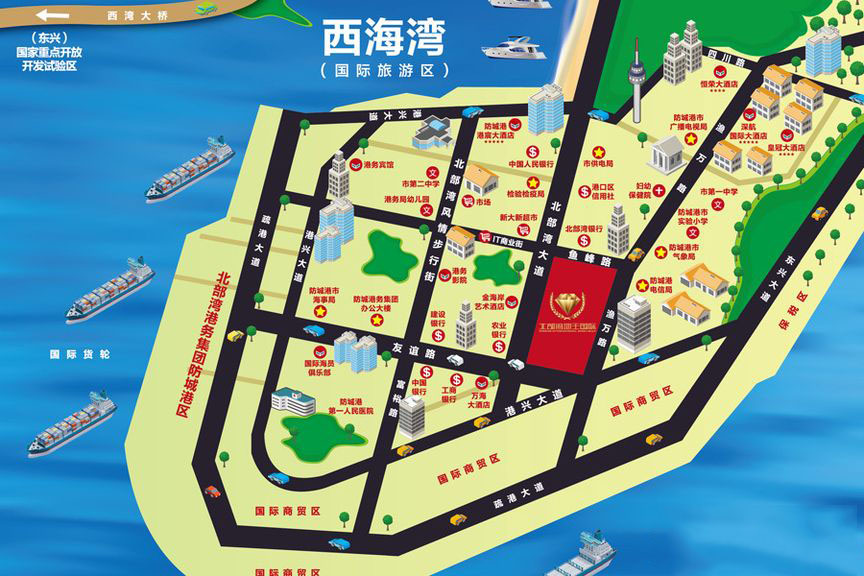 西湾大桥
（东兴）
国家重点开放
开发试验区
西海湾
（国际旅游区）
四川路
恒荣大酒店
★★★★
防城港市
广播电视局
深航
国际大酒店
★★★★★
皇冠大酒店
★★★★
渔万路
港兴大道
防城港
港宸大酒店
★★★★
中国人民银行
市供电局
港务宾馆
市第二中学
港务局幼儿园
检验检疫局
市场
新大新超市
港口区
信用社
妇幼
保健院
市第一中学
防城港市
实验小学
北部湾银行
防城港市
气象局
北部湾风情步行街
IT商业街
北部湾大道
鱼峰路
疏港大道
港兴大道
东兴大道
港务
影院
防城港市
海事局
防城港务集团
办公大楼
金海岸
艺术酒店
防城港
电信局
北部湾港务集团防城港区
国际货轮
建设
银行
农业
银行
渔万路
友谊路
国际海员
俱乐部
中国
银行
工商
银行
万海
大酒店
富裕路
防城港
第一人民医院
港兴大道
国际商贸区
国际商贸区
疏港大道
国际商贸区
国际商贸区